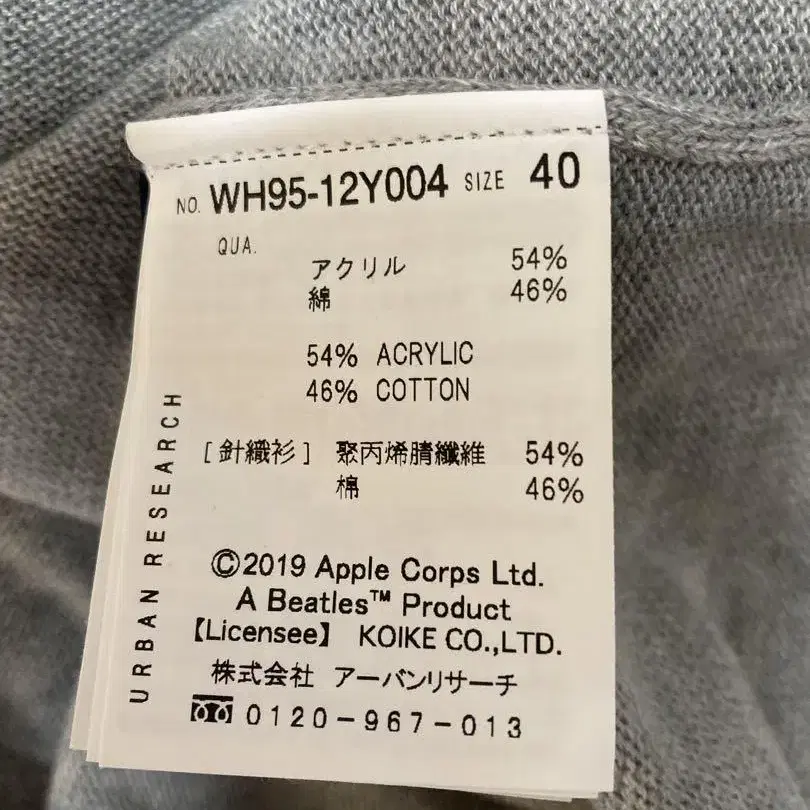 NO. WH95-12Y004 SIZE 40
QUA.
アクリル 54%
綿 46%
54% ACRYLIC
46% COTTON
[針織衫] 聚丙烯腈纖維 54%
棉 46%
©2019 Apple Corps Ltd.
A Beatles™ Product
【Licensee】 KOIKE CO.,LTD.
株式会社 アーバンリサーチ
0120-967-013
URBAN RESEARCH